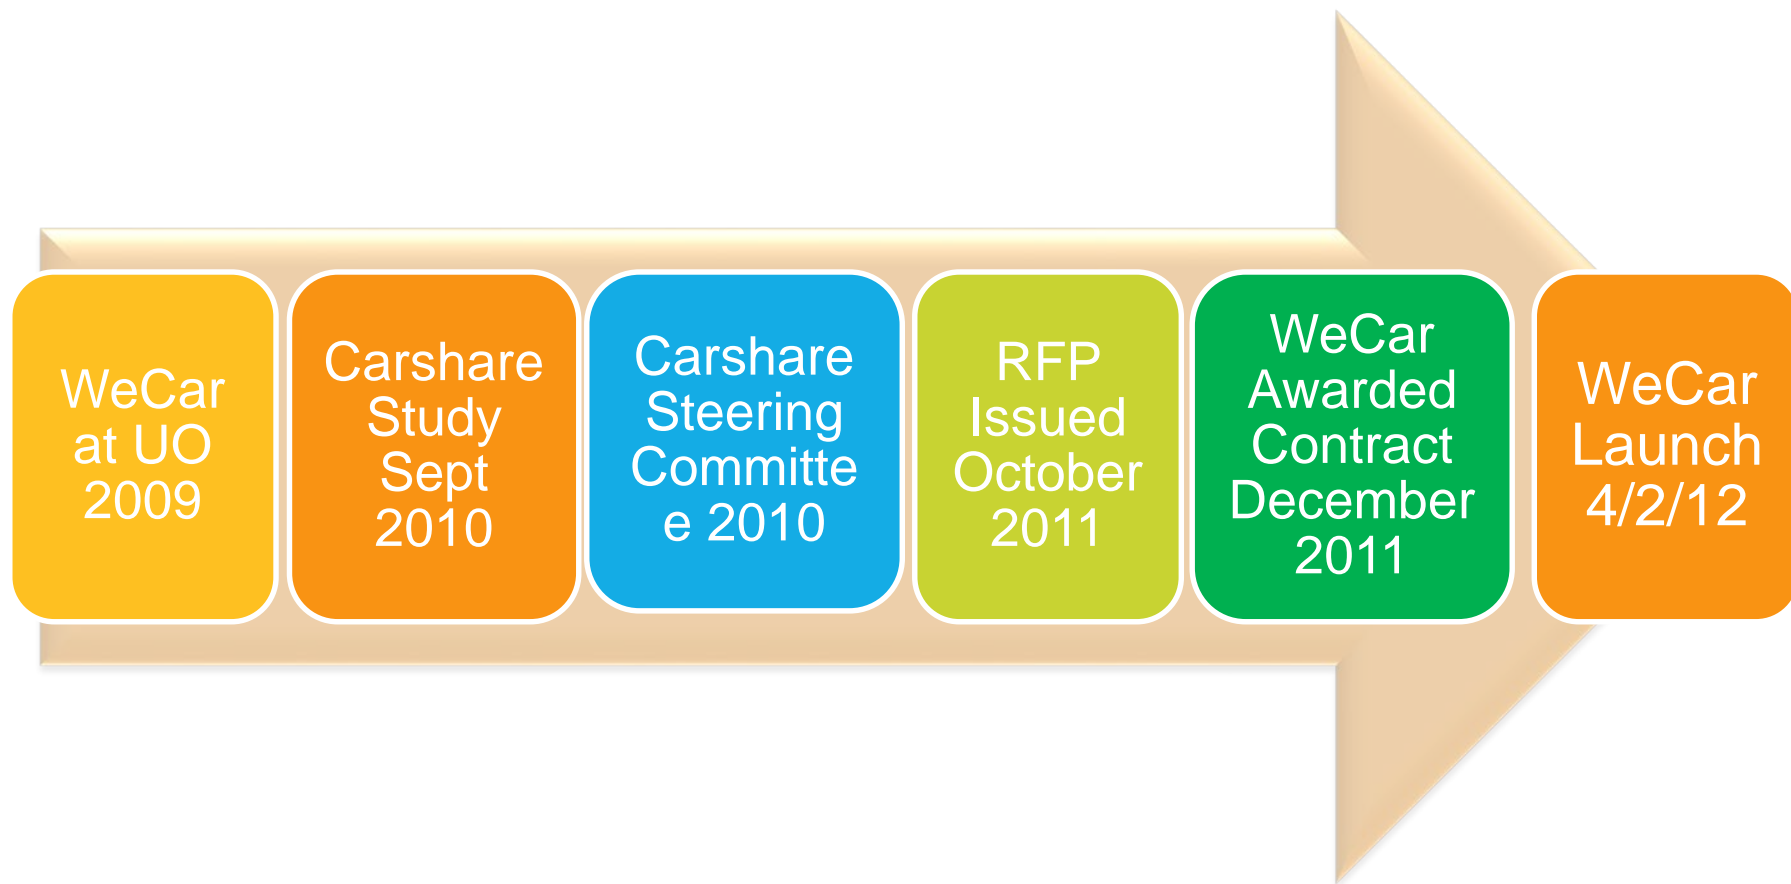 WeCar
at UO
2009
Carshare
Study
Sept
2010
Carshare
Steering
Committe
e 2010
RFP
Issued
October
2011
WeCar
Awarded
Contract
December
2011
WeCar
Launch
4/2/12